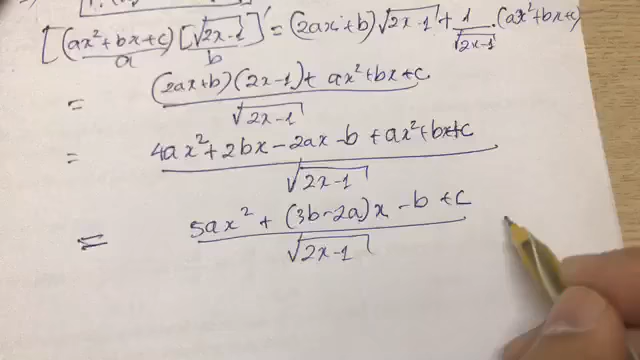 [(ax²+bx+c)[√2x-1]' = (2ax+b)√2x-1 + 1/√2x-1 .(ax²+bx+c)
a b
= (2ax+b)(2x-1)+ ax²+bx+c / √2x-1
= 4ax²+2bx-2ax-b+ax²+bx+c / √2x-1
= 5ax²+(3b-2a)x-b+c / √2x-1